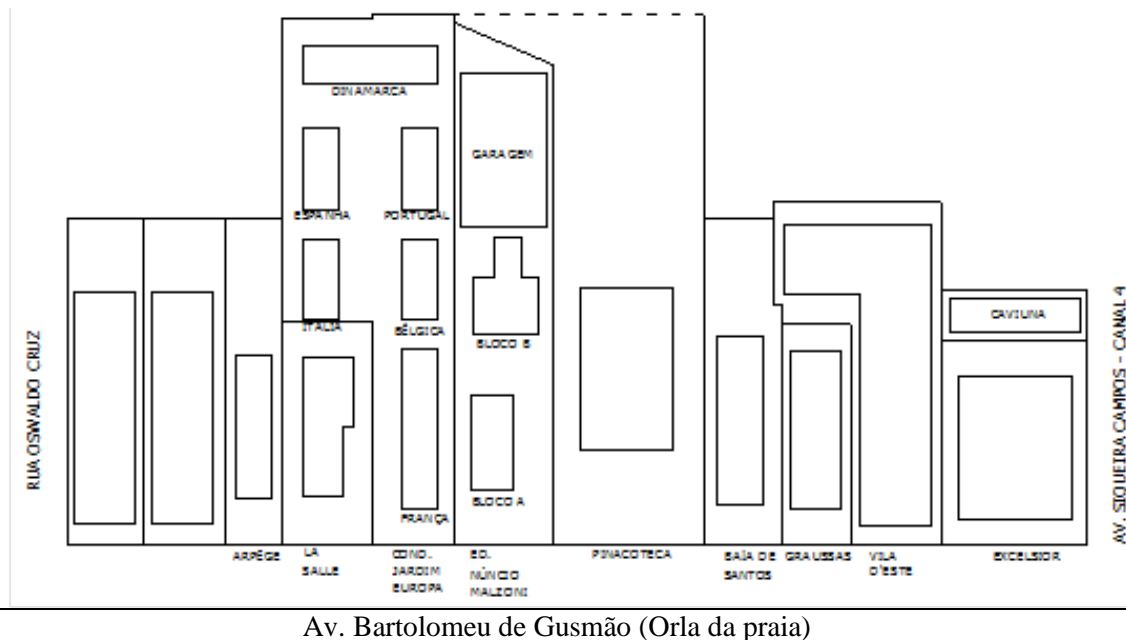 DINAMARCA
GARAGEM
ESPANHA
PORTUGAL
ITALIA
BÉLGICA
BLOCO B
CAVIUNA
RUA OSWALDO CRUZ
AV. SIQUEIRA CAMPOS - CANAL 4
BLOCO A
FRANÇA
ARPÉGE
LA
SALLE
COND.
JARDIM
EUROPA
ED.
NÚNCIO
MALZONI
PINACOTECA
BAÍA DE
SANTOS
GRAUSSAS
VILA
D'ESTE
EXCELSIOR
Av. Bartolomeu de Gusmão (Orla da praia)